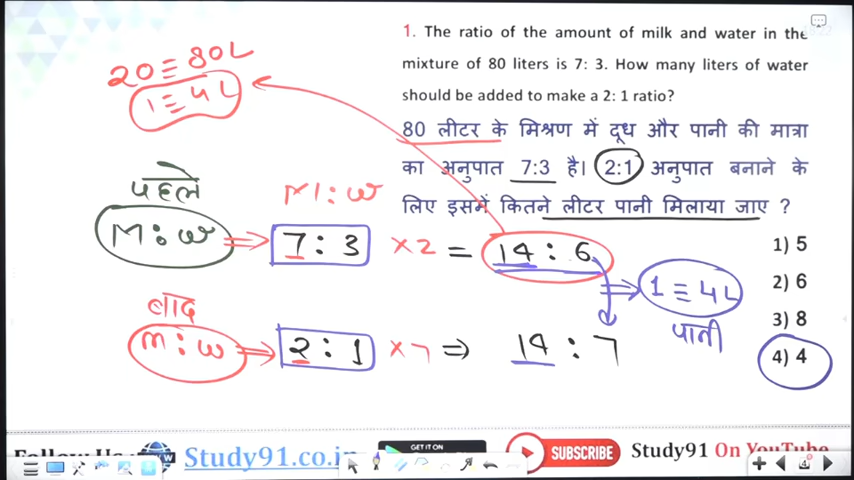 1. The ratio of the amount of milk and water in the
mixture of 80 liters is 7: 3. How many liters of water
should be added to make a 2: 1 ratio?
80 लीटर के मिश्रण में दूध और पानी की मात्रा
का अनुपात 7:3 है। 2:1 अनुपात बनाने के
लिए इसमें कितने लीटर पानी मिलाया जाए ?
1) 5
2) 6
3) 8
4) 4
20 ≡ 80L
1 ≡ 4L
पहले
M : W
M : W ⇒ 7 : 3 ×2 = 14 : 6
⇒ 1 ≡ 4L
पानी
बाद
M : W ⇒ 2 : 1 ×7 ⇒ 14 : 7
Study91.co.in
GET IT ON
SUBSCRIBE
Study91 On YouTube